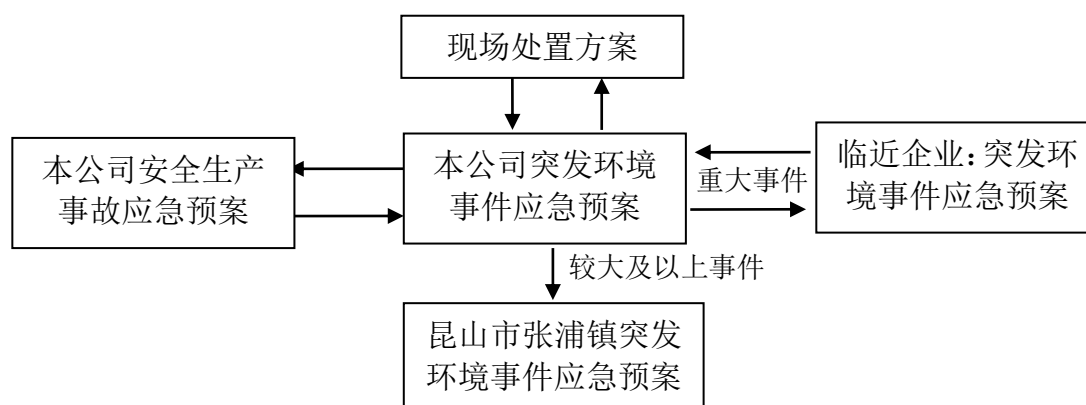 现场处置方案
本公司安全生产
事故应急预案
本公司突发环境
事件应急预案
重大事件
临近企业:突发环
境事件应急预案
较大及以上事件
昆山市张浦镇突发
环境事件应急预案